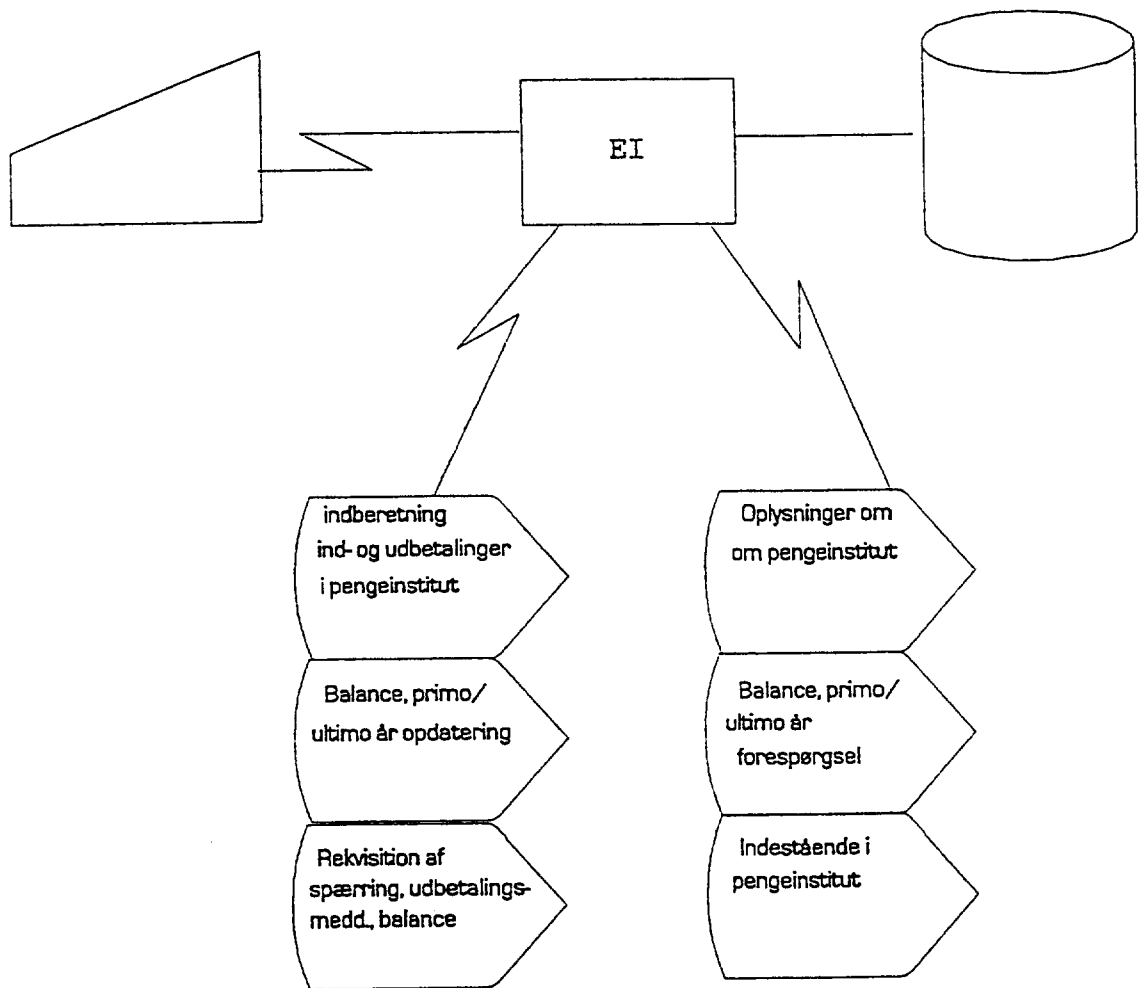 EI
indberetning
ind- og udbetalinger
i pengeinstitut
Balance, primo/
ultimo år opdatering
Rekvisition af
spærring, udbetalings-
medd., balance
Oplysninger om
om pengeinstitut
Balance, primo/
ultimo år
forespørgsel
Indestående i
pengeinstitut